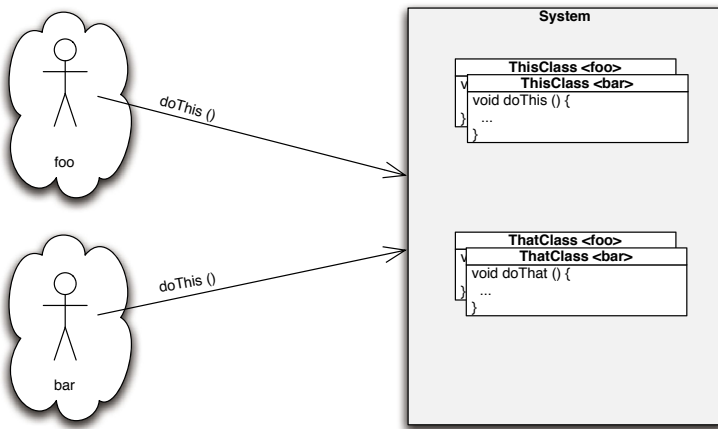 System
foo
doThis ()
ThisClass <foo>
v
}
ThisClass <bar>
void doThis () {
...
}
bar
doThis ()
ThatClass <foo>
v
}
ThatClass <bar>
void doThat () {
...
}